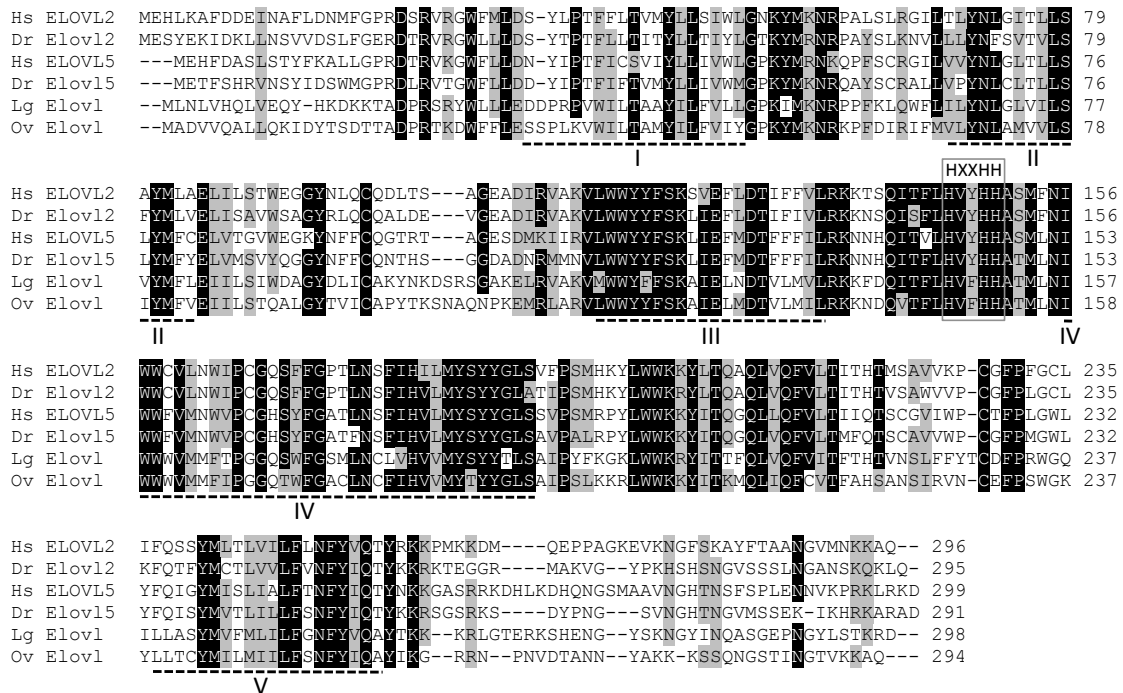 Hs ELOVL2 MEHLKAFDDEINAFLDNMFGPRDSRVRGWFMLDS-YLPTFFLTVMYLLSIWLGNKYMKNRPALSLRGILTLYNLGITLLS 79
Dr Elovl2 MESYEKIDKLLNSVVDSLFGERDTRVRGWLLLDS-YTPTFLLTITYLLTIYLGTKYMRNRPAYSLKNVLLLYNFSVTVLS 79
Hs ELOVL5 ---MEHFDASLSTYFKALLGPRDTRVKGWFLLDN-YIPTFICSVIYLLIVWLGPKYMRNKQPFSCRGILVVYNLGLTLLS 76
Dr Elovl5 ---METFSHRVNSYIDSWMGPRDLRVTGWFLLDD-YIPTFIFTVMYLLIVWMGPKYMRNRQAYSCRALLVPYNLCLTLLS 76
Lg Elovl --MLNLVHQLVEQY-HKDKKTADPRSRYWLLLEDDPRPVWILTAAYILFVLLGPKIMKNRPPFKLQWFLILYNLGLVILS 77
Ov Elovl --MADVVQALLQKIDYTSDTTADPRTKDWFFLESSPLKVWILTAMYILFVIYGPKYMKNRKPFDIRIFMVLYNLAMVVLS 78
I II
HXXHH
Hs ELOVL2 AYMLAELILSTWEGGYNLQCQDLTS---AGEADIRVAKVLWWYYFSKSVEFLDTIFFVLRKKTSQITFLHVYHHASMFNI 156
Dr Elovl2 FYMLVELISAVWSAGYRLQCQALDE---VGEADIRVAKVLWWYYFSKLIEFLDTIFIVLRKKNSQISFLHVYHHASMFNI 156
Hs ELOVL5 LYMFCELVTGVWEGKYNFFCQGTRT---AGESDMKIIRVLWWYYFSKLIEFMDTFFFILRKNNHQITVLHVYHHASMLNI 153
Dr Elovl5 LYMFYELVMSVYQGGYNFFCQNTHS---GGDADNRMMNVLWWYYFSKLIEFMDTFFFILRKNNHQITFLHVYHHASMLNI 153
Lg Elovl VYMFLEIILSIWDAGYDLICAKYNKDSRSGAKELRVAKVMWWYFFSKAIELNDTVLMVLRKKFDQITFLHVFHHATMLNI 157
Ov Elovl IYMFVEIILSTQALGYTVICAPYTKSNAQNPKEMRLARVLWWYYFSKAIELMDTVLMILRKKNDQVTFLHVFHHATMLNI 158
II III IV
Hs ELOVL2 WWCVLNWIPCGQSFFGPTLNSFIHILMYSYYGLSVFPSMHKYLWWKKYLTQAQLVQFVLTITHTMSAVVKP-CGFPFGCL 235
Dr Elovl2 WWCVLNWIPCGQSFFGPTLNSFIHVLMYSYYGLATIPSMHKYLWWKRYLTQAQLVQFVLTITHTVSAWVVP-CGFPLGCL 235
Hs ELOVL5 WWFVMNWVPCGHSYFGATLNSFIHVLMYSYYGLSSVPSMRPYLWWKKYITQGQLLQFVLTIIQTSCGVIWP-CTFPLGWL 232
Dr Elovl5 WWFVMNWVPCGHSYFGATFNSFIHVLMYSYYGLSAVPALRPYLWWKKYITQGQLVQFVLTMFQTSCAVVWP-CGFPMGWL 232
Lg Elovl WWWVMMFTPGGQSWFGSMLNCLVHVVMYSYYTLSAIPYFKGKLWWKRYITTFQLVQFVITFTHTVNSLFFYTCDFPRWGQ 237
Ov Elovl WWWVMMFIPGGQTWFGACLNCFIHVVMYTYYGLSAIPSLKKRLWWKKYITKMQLIQFCVTFAHSANSIRVN-CEFPSWGK 237
IV
Hs ELOVL2 IFQSSYMLTLVILFLNFYVQTYRKKPMKKDM----QEPPAGKEVKNGFSKAYFTAANGVMNKKAQ-- 296
Dr Elovl2 KFQTFYMCTLVVLFVNFYIQTYKKRKTEGGR----MAKVG--YPKHSHSNGVSSSLNGANSKQKLQ- 295
Hs ELOVL5 YFQIGYMISLIALFTNFYIQTYNKKGASRRKDHLKDHQNGSMAAVNGHTNSFSPLENNVKPRKLRKD 299
Dr Elovl5 YFQISYMVTLILLFSNFYIQTYKKRSGSRKS----DYPNG---SVNGHTNGVMSSEK-IKHRKARAD 291
Lg Elovl ILLASYMVFMLILFGNFYVQAYTKK--KRLGTERKSHENG--YSKNGYINQASGEPNGYLSTKRD-- 298
Ov Elovl YLLTCYMILMIILFSNFYIQAYIKG--RRN--PNVDTANN--YAKK-KSSQNGSTINGTVKKAQ--- 294
V